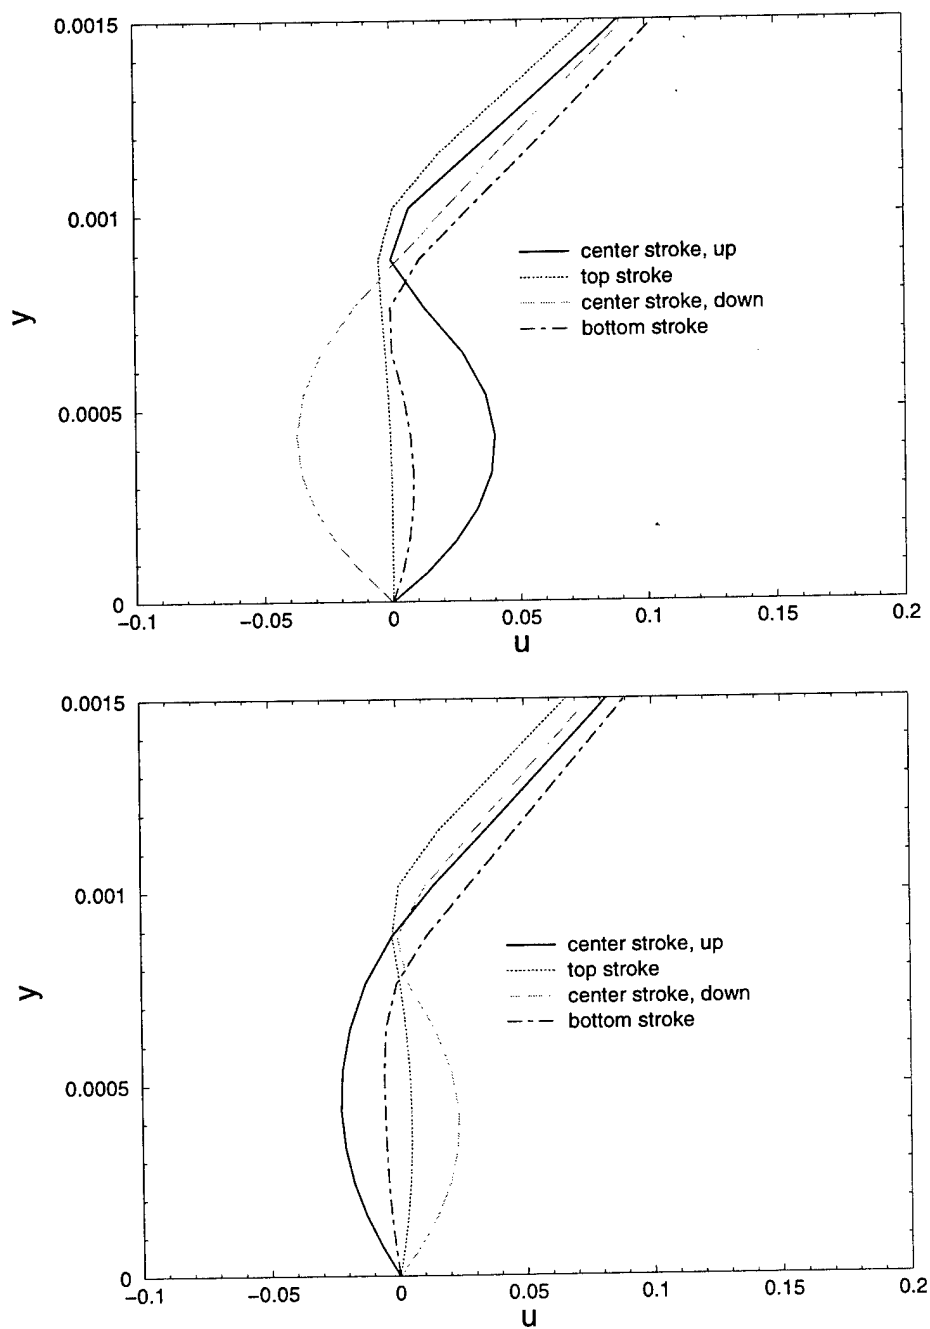 0.0015
0.001
0.0005
0
y
center stroke, up
top stroke
center stroke, down
bottom stroke
−0.1
−0.05
0
0.05
0.1
0.15
0.2
u
0.0015
0.001
0.0005
0
y
center stroke, up
top stroke
center stroke, down
bottom stroke
−0.1
−0.05
0
0.05
0.1
0.15
0.2
u